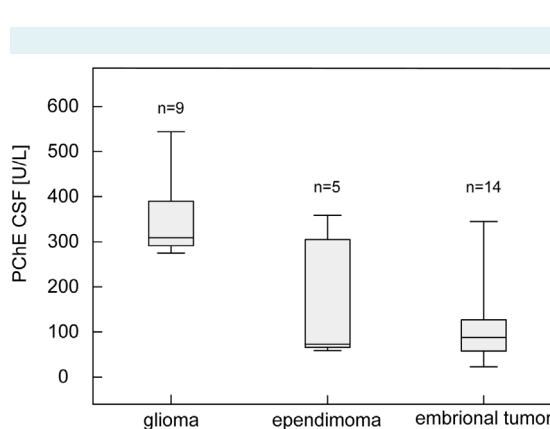 600
500
400
300
200
100
0
PChE CSF [U/L]
n=9
n=5
n=14
glioma
ependimoma
embrional tumor